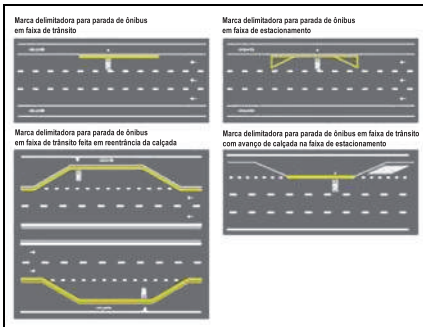 Marca delimitadora para parada de ônibus
em faixa de trânsito
Marca delimitadora para parada de ônibus
em faixa de estacionamento
Marca delimitadora para parada de ônibus
em faixa de trânsito feita em reentrância da calçada
Marca delimitadora para parada de ônibus em faixa de trânsito
com avanço de calçada na faixa de estacionamento